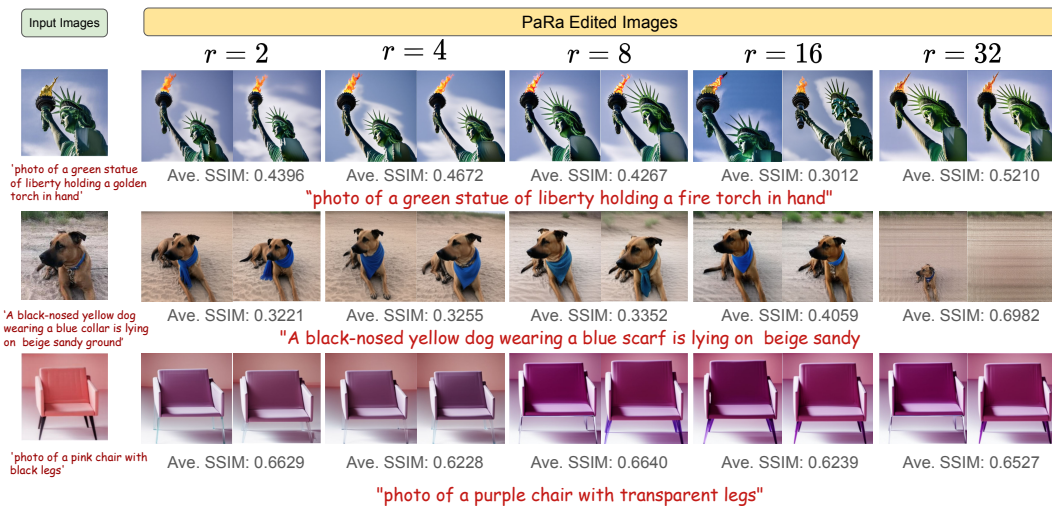 Input Images
PaRa Edited Images
r = 2
r = 4
r = 8
r = 16
r = 32
'photo of a green statue
of liberty holding a golden
torch in hand'
Ave. SSIM: 0.4396
Ave. SSIM: 0.4672
Ave. SSIM: 0.4267
Ave. SSIM: 0.3012
Ave. SSIM: 0.5210
“photo of a green statue of liberty holding a fire torch in hand"
'A black-nosed yellow dog
wearing a blue collar is lying
on beige sandy ground'
Ave. SSIM: 0.3221
Ave. SSIM: 0.3255
Ave. SSIM: 0.3352
Ave. SSIM: 0.4059
Ave. SSIM: 0.6982
"A black-nosed yellow dog wearing a blue scarf is lying on beige sandy
'photo of a pink chair with
black legs'
Ave. SSIM: 0.6629
Ave. SSIM: 0.6228
Ave. SSIM: 0.6640
Ave. SSIM: 0.6239
Ave. SSIM: 0.6527
"photo of a purple chair with transparent legs"